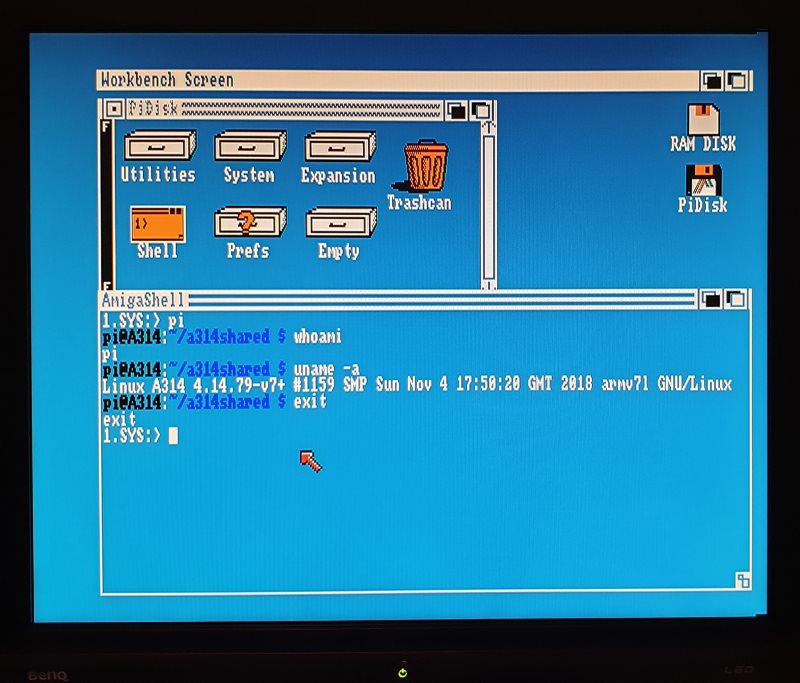 Workbench Screen
PiDisk
Utilities System Expansion Trashcan
Shell Prefs Empty
RAM DISK
PiDisk
AmigaShell
1.SYS:> pi
pi@A314:~/a314shared $ whoami
pi
pi@A314:~/a314shared $ uname -a
Linux A314 4.14.79-v7+ #1159 SMP Sun Nov 4 17:50:20 GMT 2018 armv7l GNU/Linux
pi@A314:~/a314shared $ exit
exit
1.SYS:>
BenQ LED